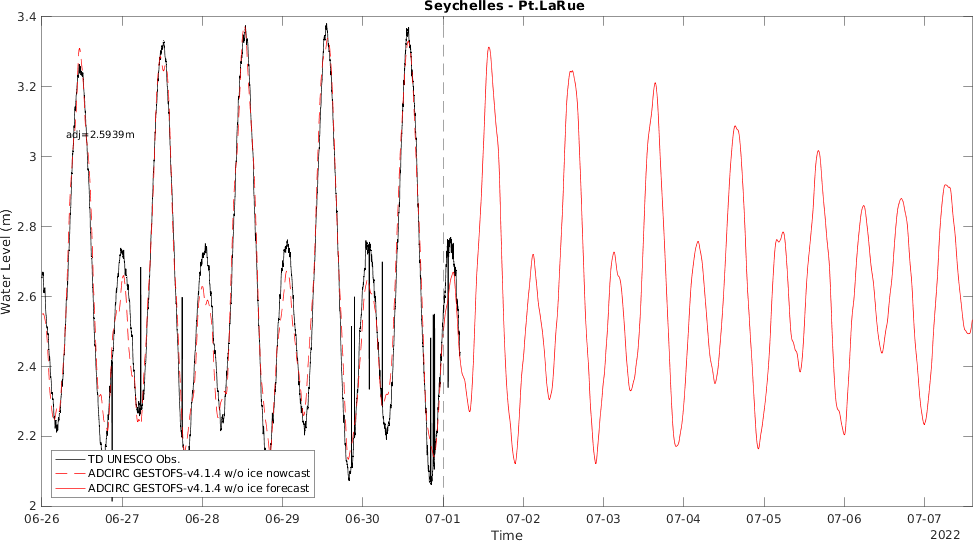 Seychelles - Pt.LaRue
3.4
3.2
3
2.8
2.6
2.4
2.2
2
Water Level (m)
adj=2.5939m
TD UNESCO Obs.
ADCIRC GESTOFS-v4.1.4 w/o ice nowcast
ADCIRC GESTOFS-v4.1.4 w/o ice forecast
06-26 06-27 06-28 06-29 06-30 07-01 07-02 07-03 07-04 07-05 07-06 07-07
Time
2022